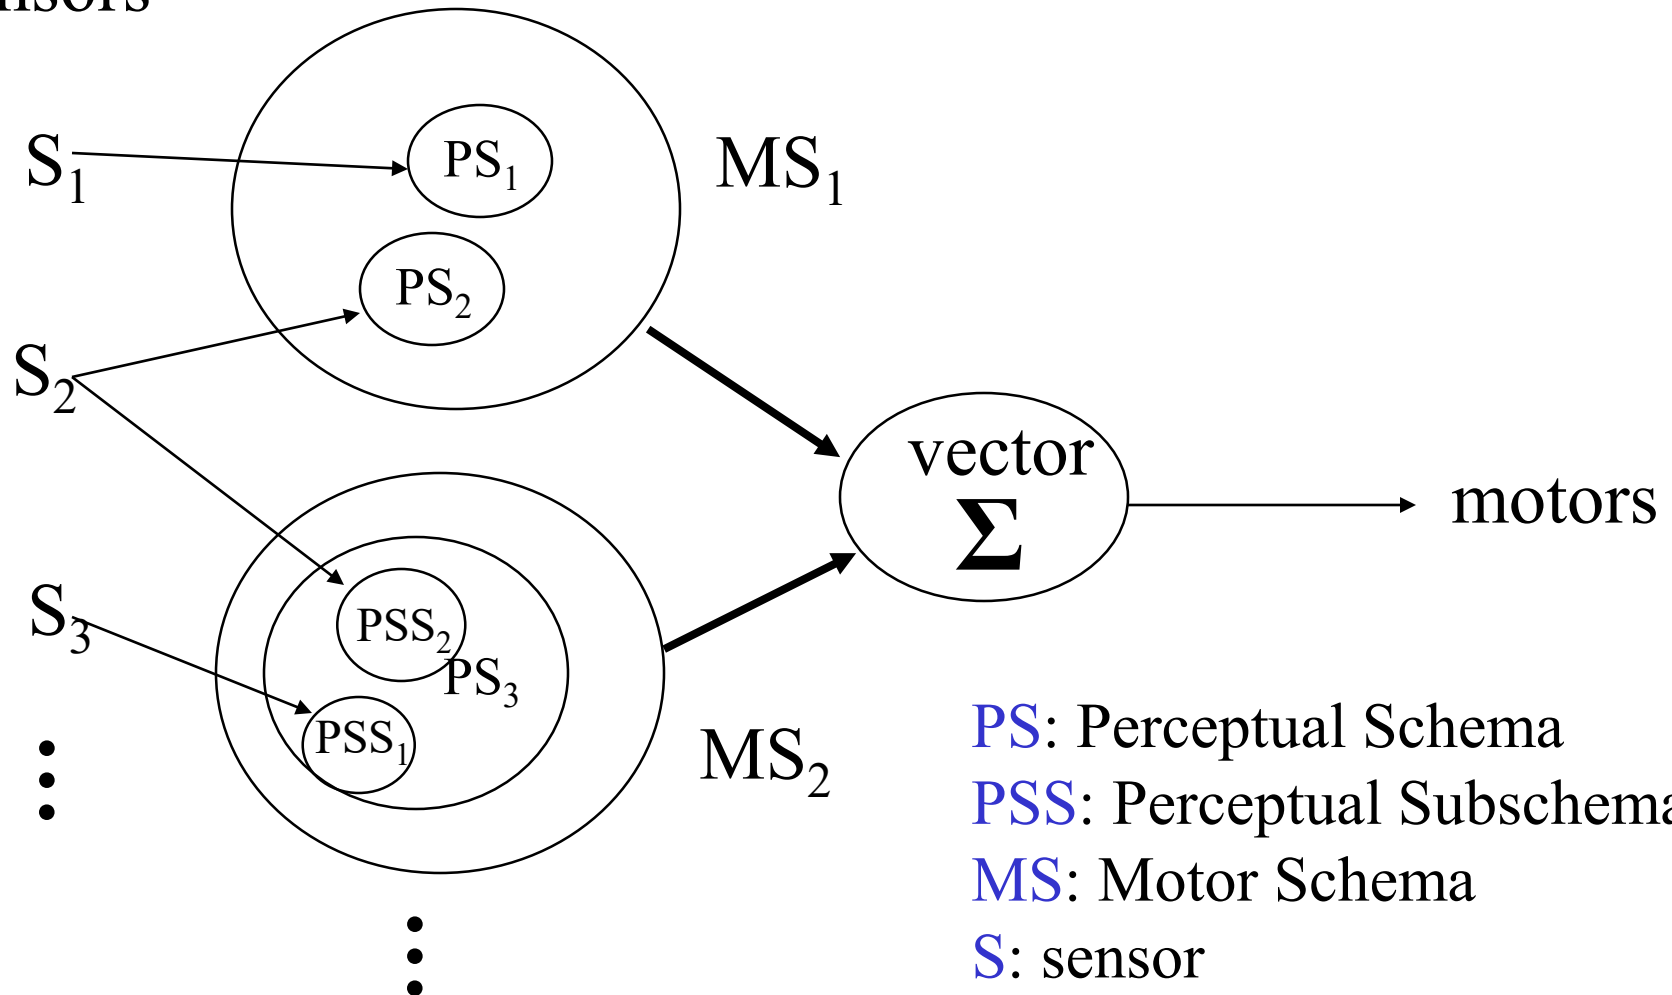 S₁
PS₁
MS₁
PS₂
S₂
vector
Σ
motors
S₃
PSS₂
PS₃
PSS₁
MS₂
PS: Perceptual Schema
PSS: Perceptual Subschema
MS: Motor Schema
S: sensor